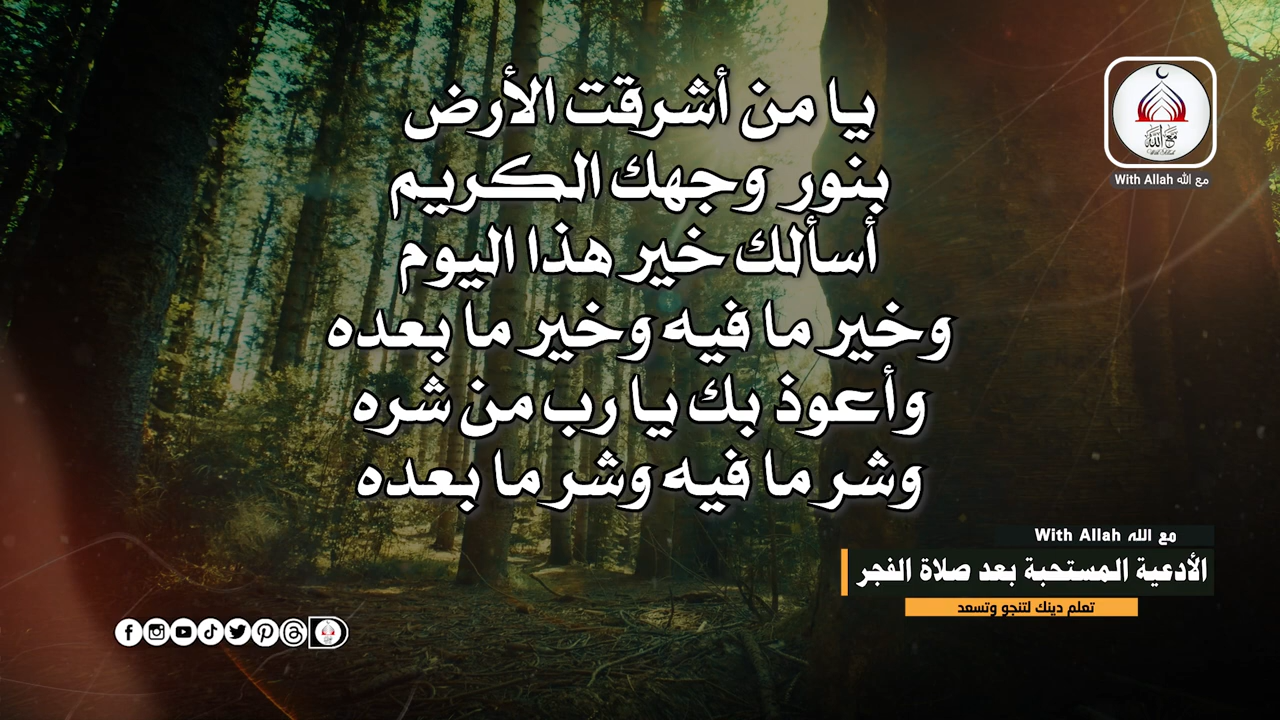 يا من أشرقت الأرض
بنور وجهك الكريم
أسألك خير هذا اليوم
وخير ما فيه وخير ما بعده
وأعوذ بك يا رب من شره
وشر ما فيه وشر ما بعده
مع الله
With Allah مع الله
With Allah مع الله
الأدعية المستحبة بعد صلاة الفجر
تعلم دينك لتنجو وتسعد